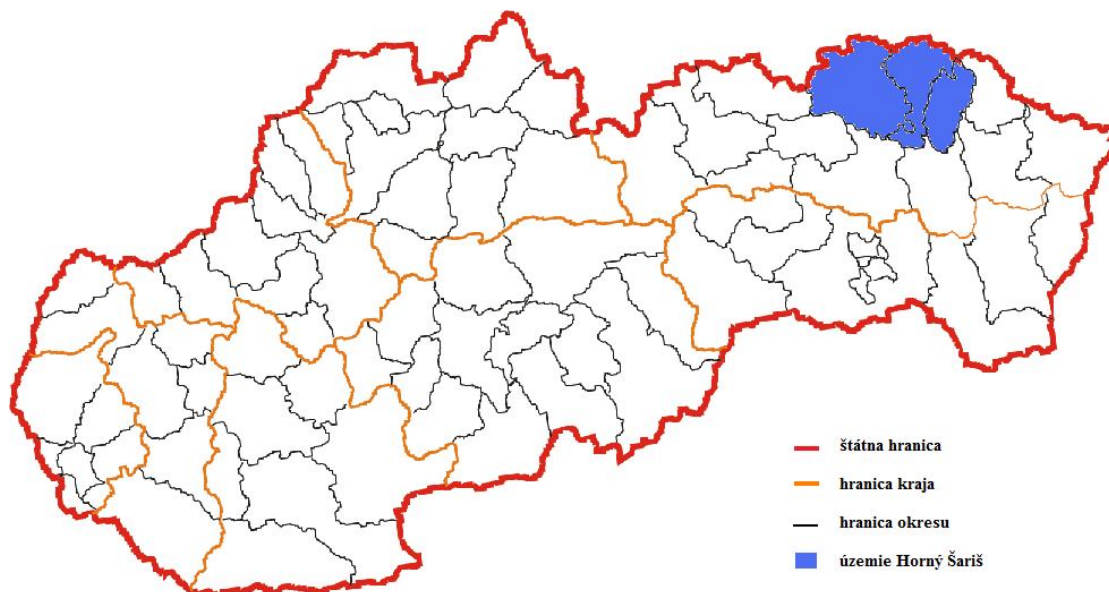 štátna hranica
hranica kraja
hranica okresu
územie Horný Šariš